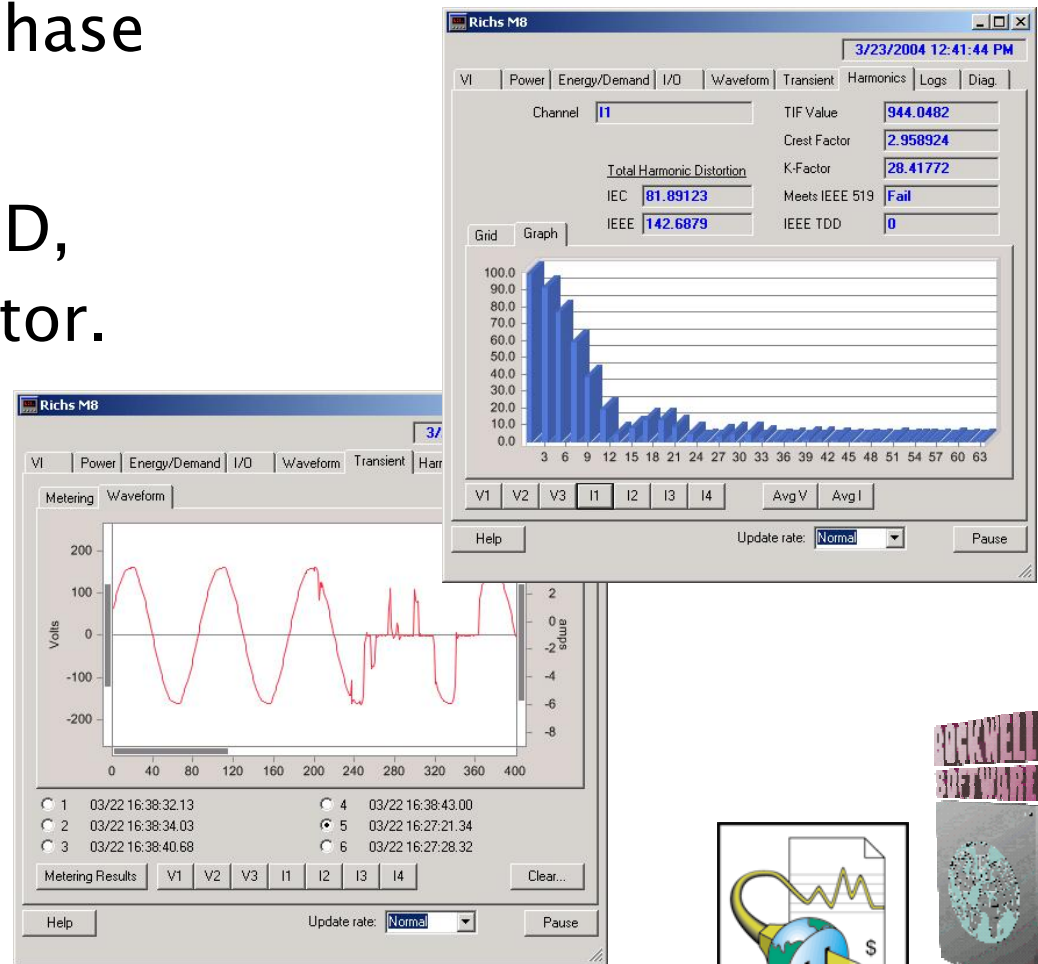 hase
D,
tor.
Richs M8
3/23/2004 12:41:44 PM
VI Power Energy/Demand I/O Waveform Transient Harmonics Logs Diag.
Channel I1 TIF Value 944.0482
Crest Factor 2.958924
Total Harmonic Distortion K-Factor 28.41772
IEC 81.89123 Meets IEEE 519 Fail
IEEE 142.6879 IEEE TDD 0
Grid Graph
100.0
90.0
80.0
70.0
60.0
50.0
40.0
30.0
20.0
10.0
0.0
3 6 9 12 15 18 21 24 27 30 33 36 39 42 45 48 51 54 57 60 63
V1 V2 V3 I1 I2 I3 I4 Avg V Avg I
Help Update rate: Normal Pause
Richs M8
3/
VI Power Energy/Demand I/O Waveform Transient Harr
Metering Waveform
Volts
200
100
0
-100
-200
2
0
-2
-4
-6
-8
amps
0 40 80 120 160 200 240 280 320 360 400
1 03/22 16:38:32.13 4 03/22 16:38:43.00
2 03/22 16:38:34.03 5 03/22 16:27:21.34
3 03/22 16:38:40.68 6 03/22 16:27:28.32
Metering Results V1 V2 V3 I1 I2 I3 I4 Clear...
Help Update rate: Normal Pause
$
ROCKWELL
SOFTWARE